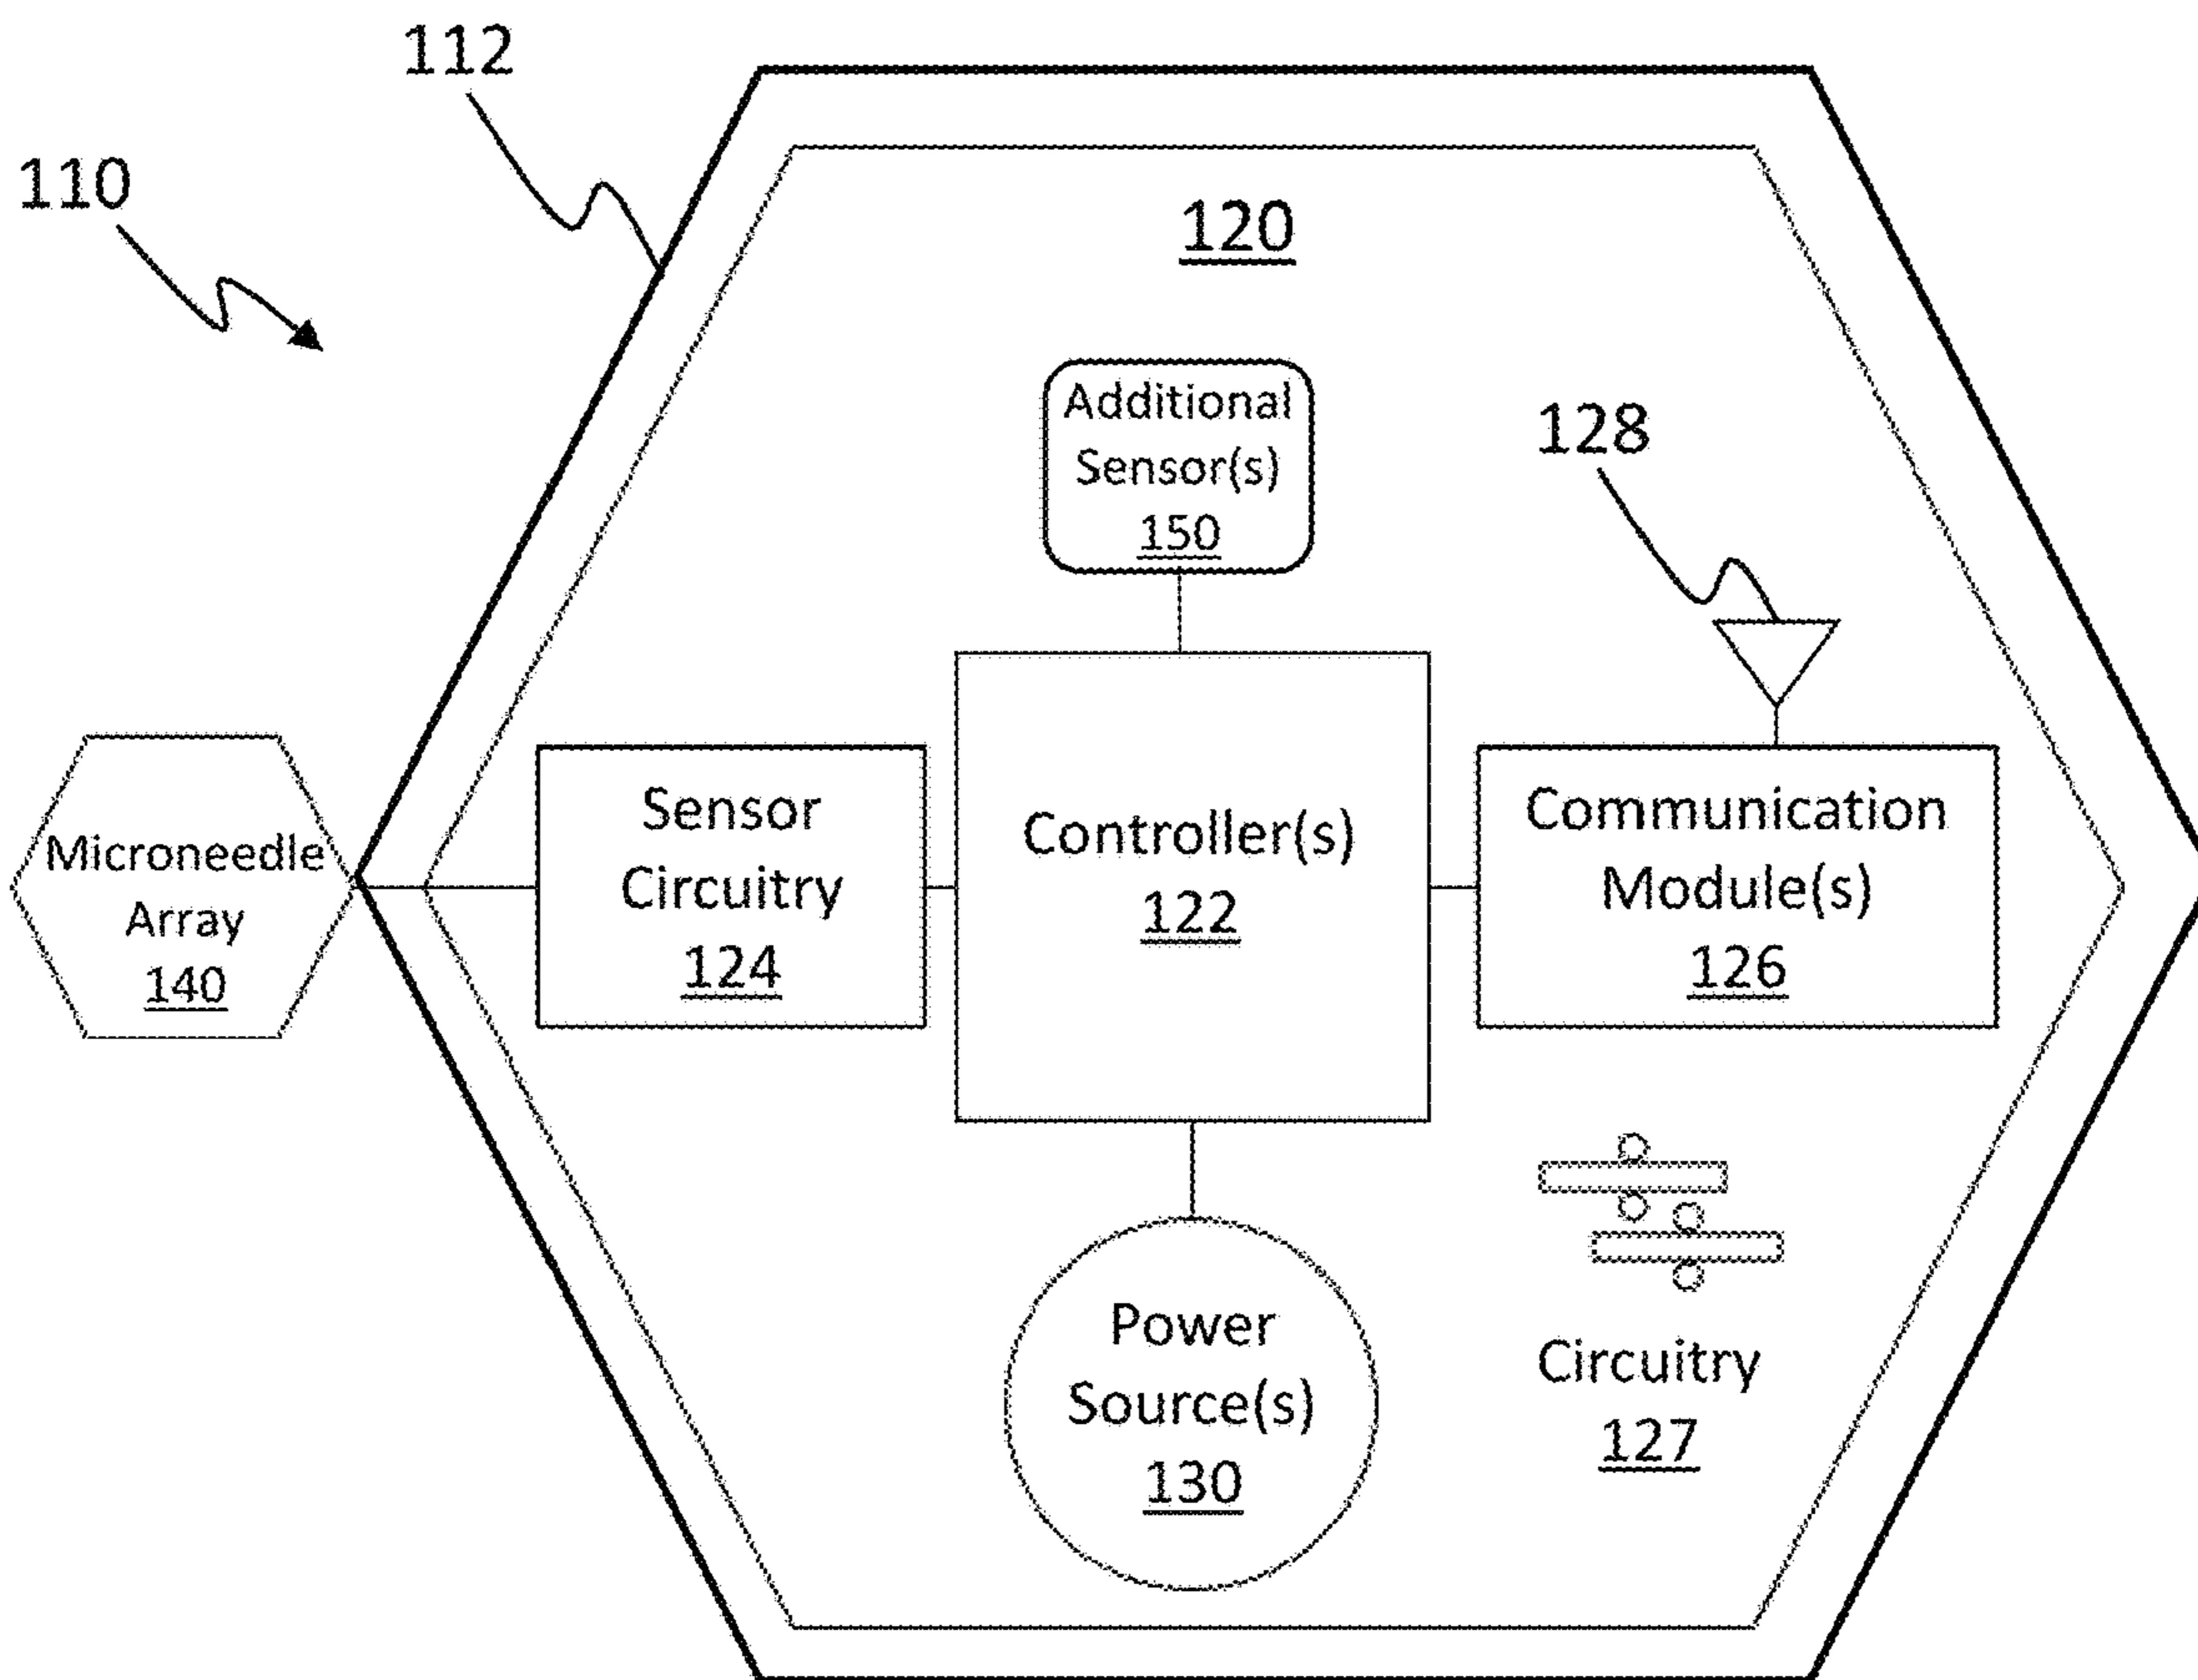 112
110
120
Additional
Sensor(s)
150
128
Microneedle
Array
140
Sensor
Circuitry
124
Controller(s)
122
Communication
Module(s)
126
Power
Source(s)
130
Circuitry
127